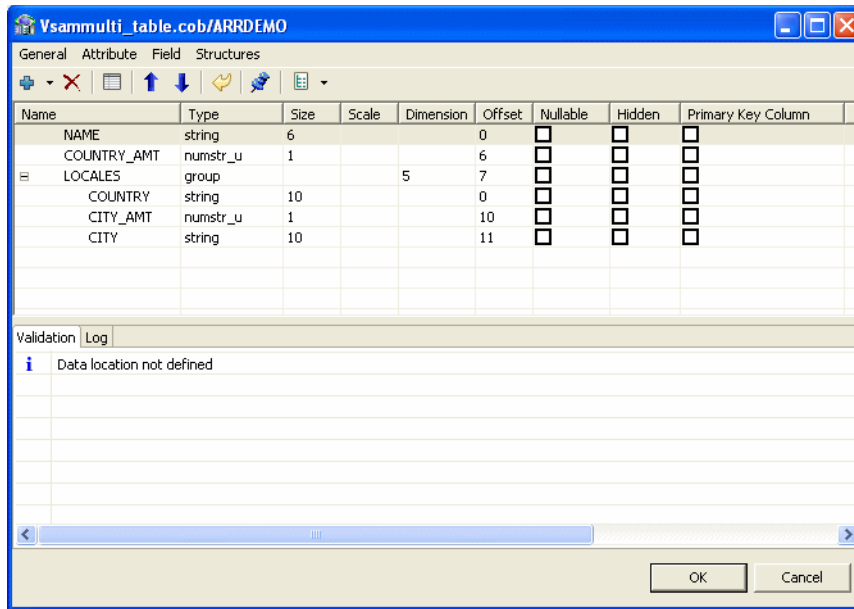 Vsammulti_table.cob/ARRDEMO
General Attribute Field Structures
Name Type Size Scale Dimension Offset Nullable Hidden Primary Key Column
NAME string 6 0
COUNTRY_AMT numstr_u 1 6
LOCALES group 5 7
COUNTRY string 10 0
CITY_AMT numstr_u 1 10
CITY string 10 11
Validation Log
i Data location not defined
OK Cancel